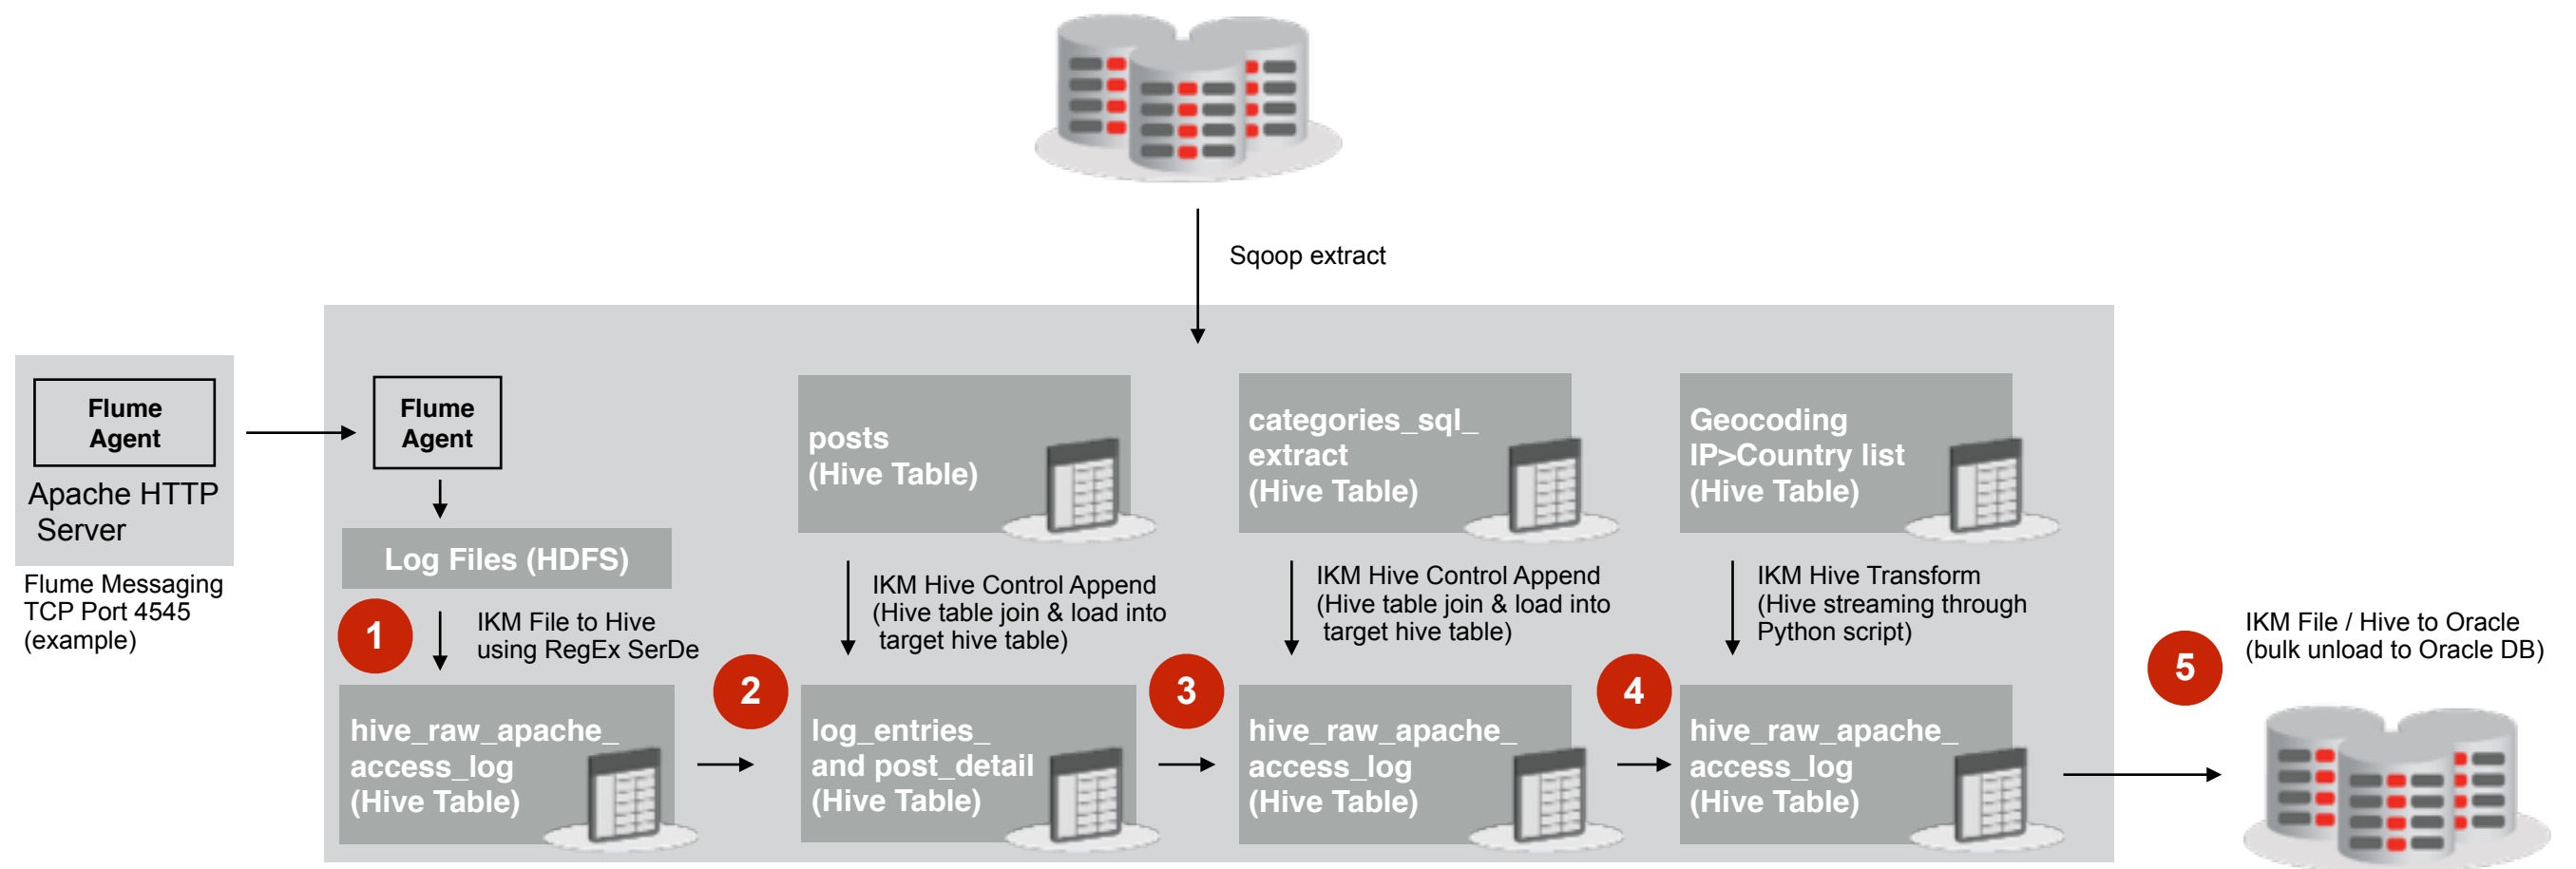 Sqoop extract
Flume
Agent
Apache HTTP
Server
Flume Messaging
TCP Port 4545
(example)
Flume
Agent
Log Files (HDFS)
1
IKM File to Hive
using RegEx SerDe
hive_raw_apache_
access_log
(Hive Table)
posts
(Hive Table)
IKM Hive Control Append
(Hive table join & load into
target hive table)
2
log_entries_
and post_detail
(Hive Table)
categories_sql_
extract
(Hive Table)
IKM Hive Control Append
(Hive table join & load into
target hive table)
3
hive_raw_apache_
access_log
(Hive Table)
Geocoding
IP>Country list
(Hive Table)
IKM Hive Transform
(Hive streaming through
Python script)
4
hive_raw_apache_
access_log
(Hive Table)
5
IKM File / Hive to Oracle
(bulk unload to Oracle DB)